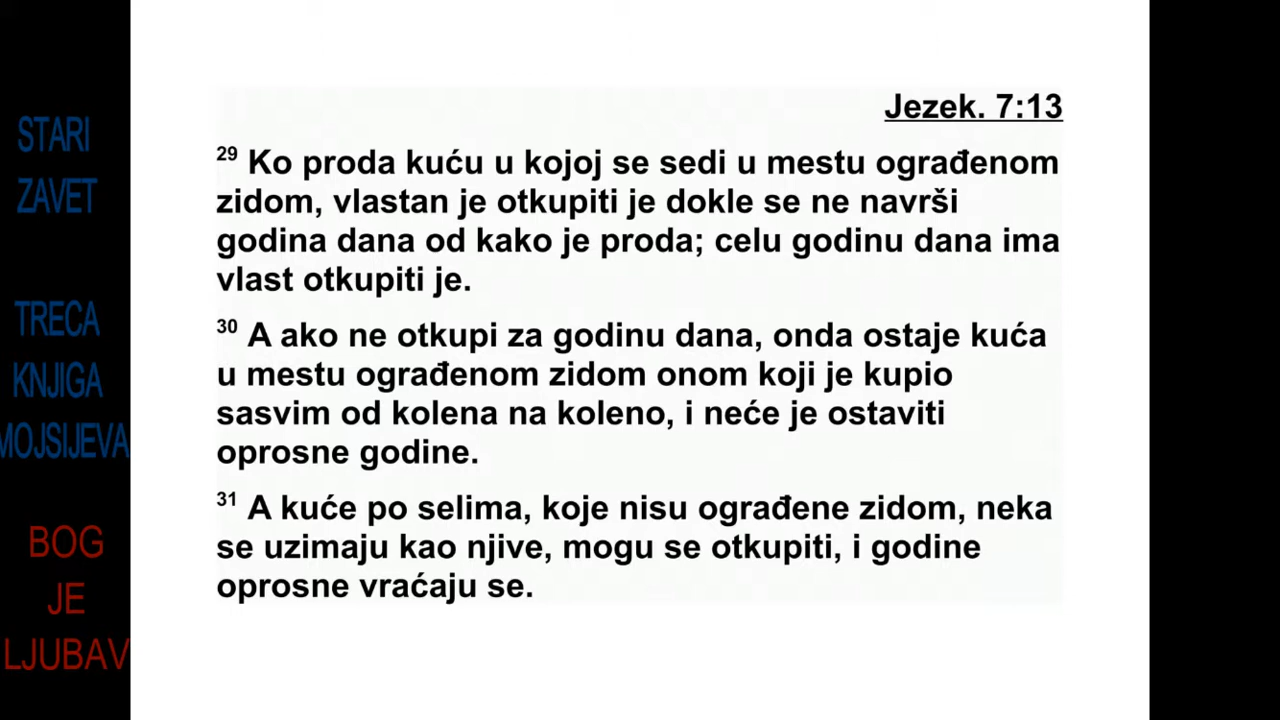 STARI
ZAVET
TRECA
KNJIGA
MOJSIJEVA
BOG
JE
LJUBAV
Jezek. 7:13
29 Ko proda kuću u kojoj se sedi u mestu ograđenom
zidom, vlastan je otkupiti je dokle se ne navrši
godina dana od kako je proda; celu godinu dana ima
vlast otkupiti je.
30 A ako ne otkupi za godinu dana, onda ostaje kuća
u mestu ograđenom zidom onom koji je kupio
sasvim od kolena na koleno, i neće je ostaviti
oprosne godine.
31 A kuće po selima, koje nisu ograđene zidom, neka
se uzimaju kao njive, mogu se otkupiti, i godine
oprosne vraćaju se.